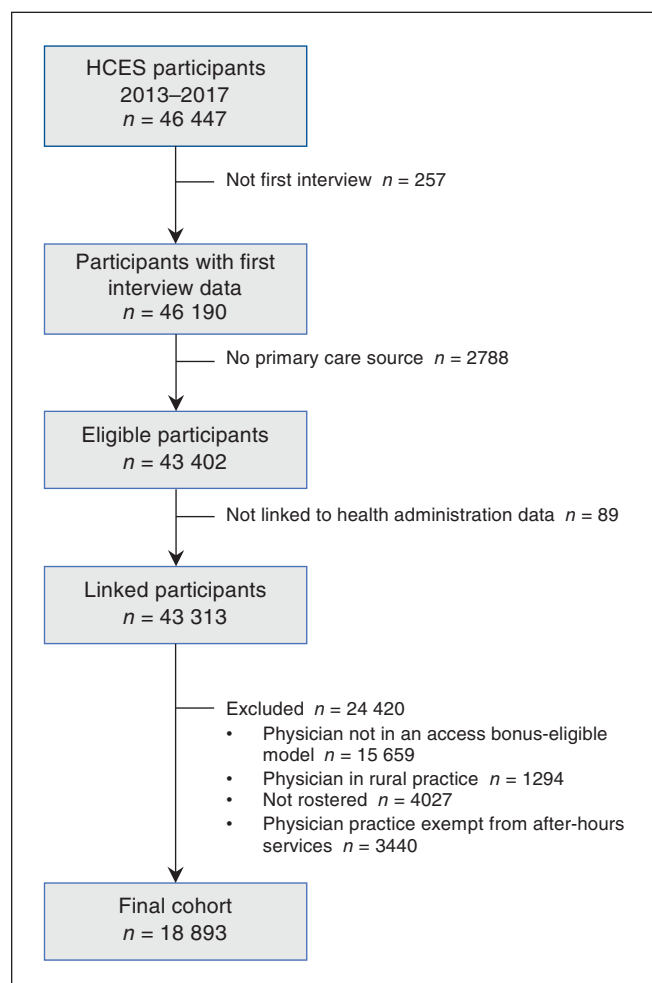 HCES participants
2013–2017
n = 46 447
Not first interview n = 257
Participants with first
interview data
n = 46 190
No primary care source n = 2788
Eligible participants
n = 43 402
Not linked to health administration data n = 89
Linked participants
n = 43 313
Excluded n = 24 420
• Physician not in an access bonus-eligible
model n = 15 659
• Physician in rural practice n = 1294
• Not rostered n = 4027
• Physician practice exempt from after-hours
services n = 3440
Final cohort
n = 18 893